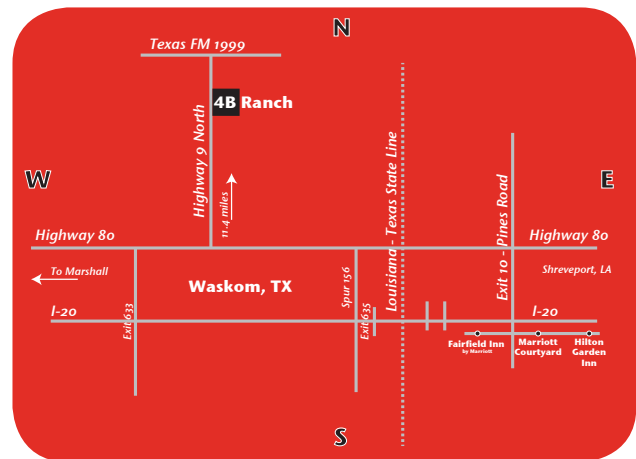 N
Texas FM 1999
4B Ranch
Highway 9 North
11.4 miles
Louisiana - Texas State Line
Exit 10 - Pines Road
W
E
Highway 80
Highway 80
To Marshall
Waskom, TX
Spur 156
Shreveport, LA
I-20
Exit 633
Exit 635
I-20
Fairfield Inn
by Marriott
Marriott
Courtyard
Hilton
Garden
Inn
S